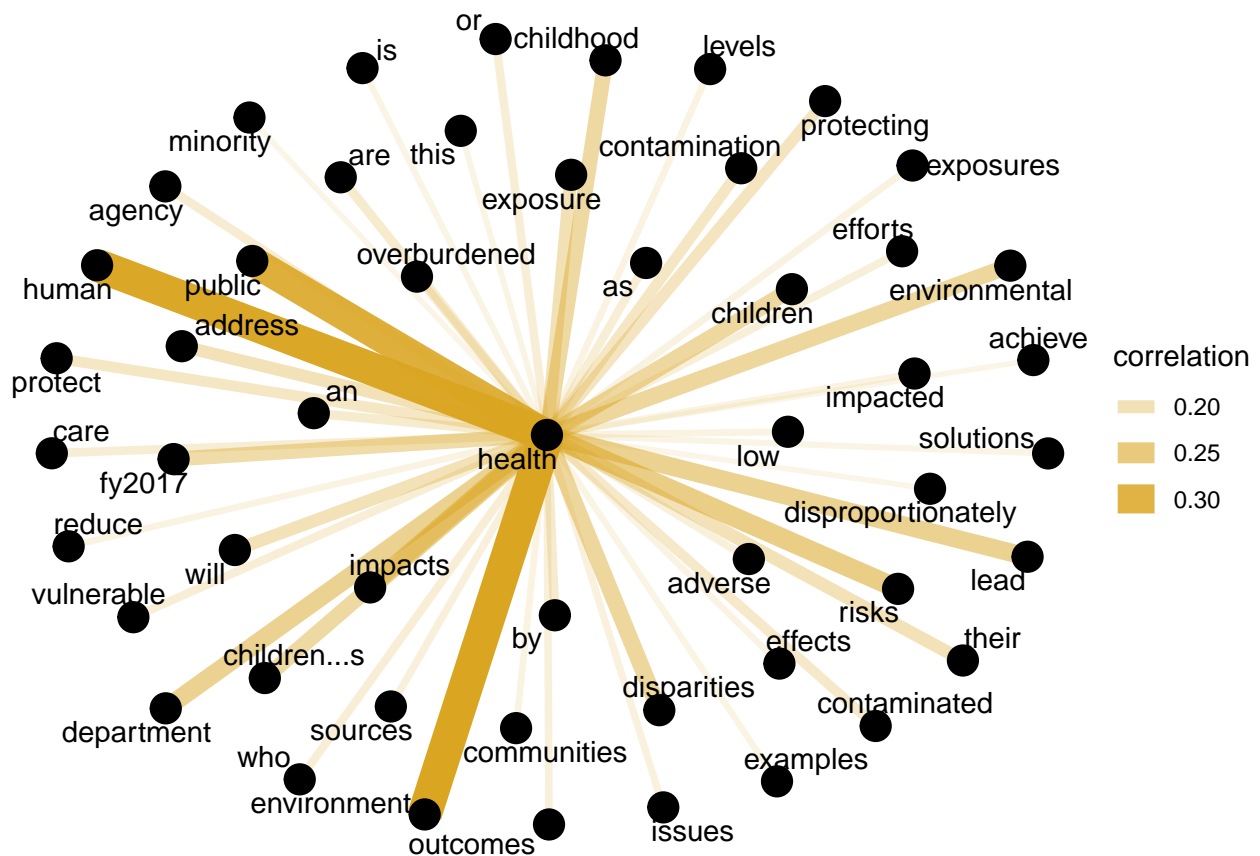 or
is
childhood
levels
minority
are
this
contamination
protecting
agency
exposure
exposures
overburdened
efforts
human
public
as
children
environmental
address
achieve
protect
an
impacted
correlation
0.20
0.25
0.30
care
fy2017
health
low
solutions
reduce
disproportionately
vulnerable
will
impacts
adverse
risks
lead
children...s
by
effects
their
department
sources
disparities
contaminated
who
communities
examples
environment
outcomes
issues